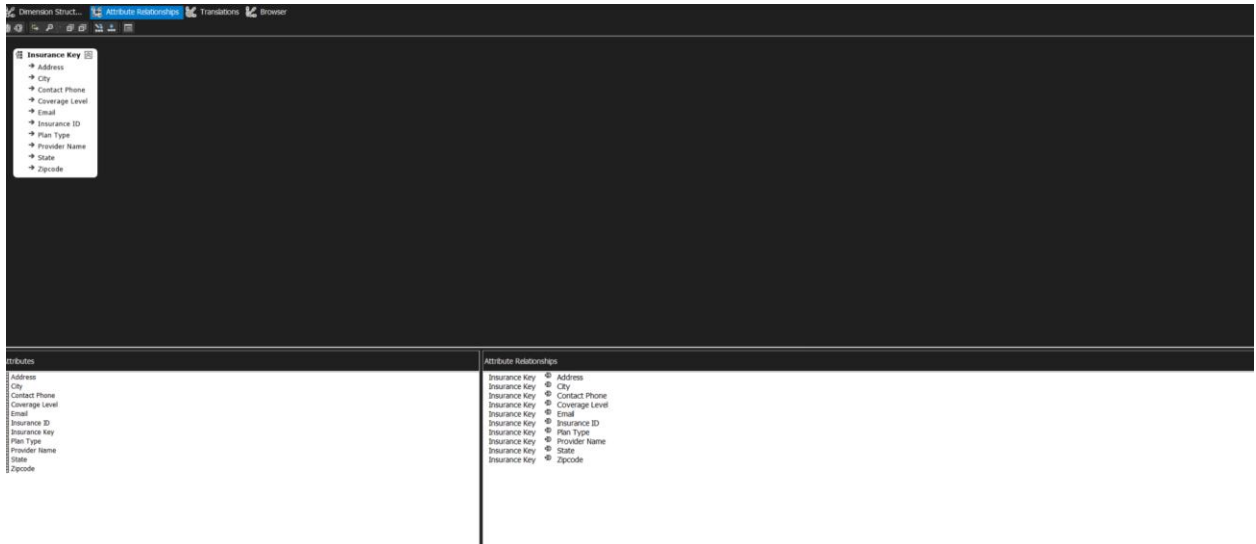 Dimension Struct... Attribute Relationships Translations Browser
Insurance Key
Address
City
Contact Phone
Coverage Level
Email
Insurance ID
Plan Type
Provider Name
State
Zipcode
ttributes
Address
City
Contact Phone
Coverage Level
Email
Insurance ID
Insurance Key
Plan Type
Provider Name
State
Zipcode
Attribute Relationships
Insurance Key Address
Insurance Key City
Insurance Key Contact Phone
Insurance Key Coverage Level
Insurance Key Email
Insurance Key Insurance ID
Insurance Key Plan Type
Insurance Key Provider Name
Insurance Key State
Insurance Key Zipcode